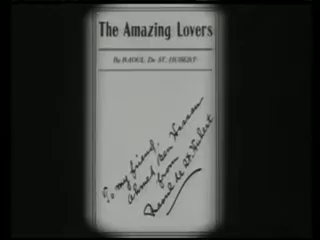 The Amazing Lovers
By RAOUL De ST. HUBERT
To my friend,
Ahmed Ben Hassan
from
Raoul de St. Hubert